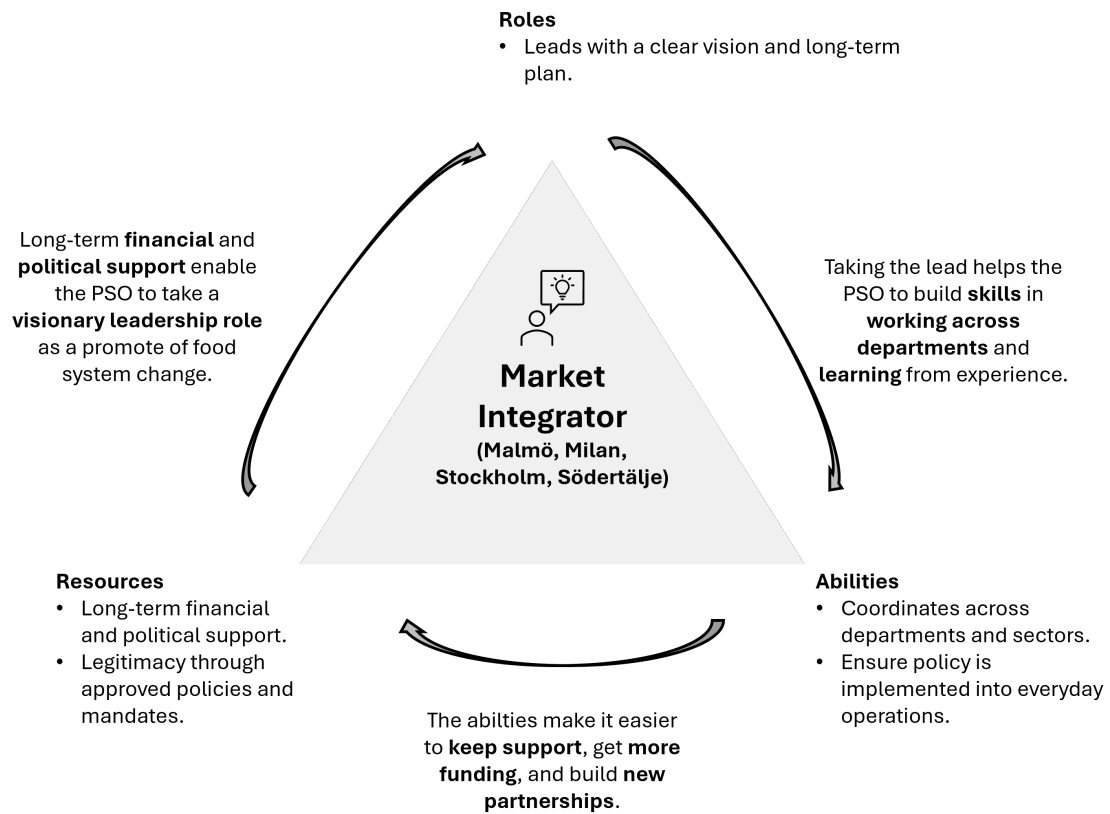 Roles
• Leads with a clear vision and long-term
plan.
Long-term financial and
political support enable
the PSO to take a
visionary leadership role
as a promote of food
system change.
Taking the lead helps the
PSO to build skills in
working across
departments and
learning from experience.
Market
Integrator
(Malmö, Milan,
Stockholm, Södertälje)
Resources
• Long-term financial
and political support.
• Legitimacy through
approved policies and
mandates.
Abilities
• Coordinates across
departments and sectors.
• Ensure policy is
implemented into everyday
operations.
The abilties make it easier
to keep support, get more
funding, and build new
partnerships.